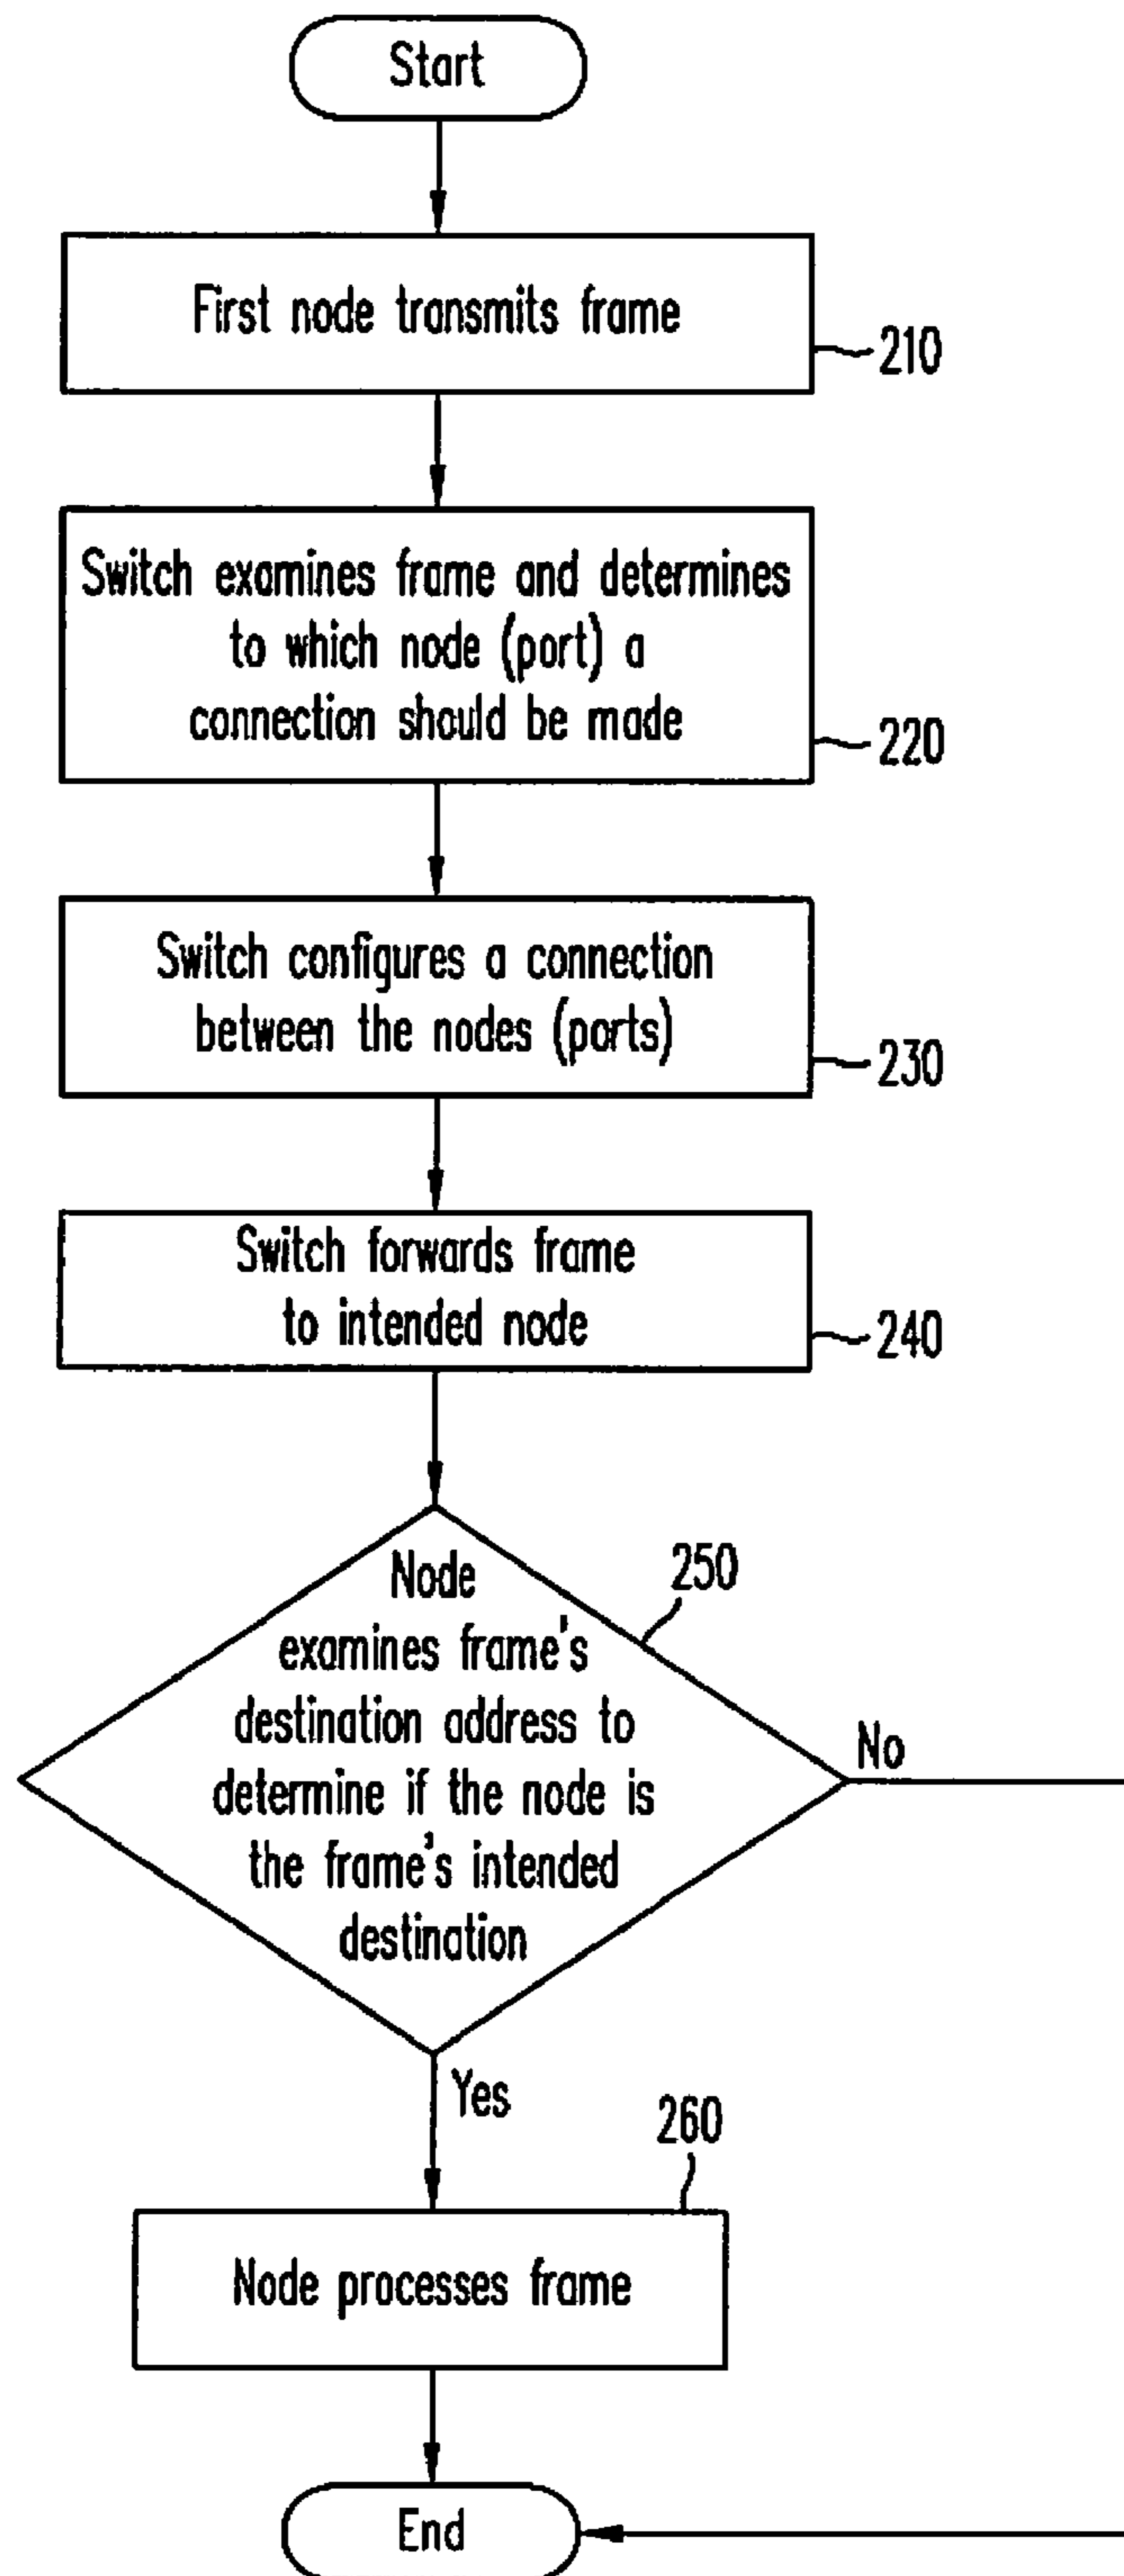 Start
First node transmits frame
210
Switch examines frame and determines
to which node (port) a
connection should be made
220
Switch configures a connection
between the nodes (ports)
230
Switch forwards frame
to intended node
240
250
Node
examines frame's
destination address to
determine if the node is
the frame's intended
destination
No
Yes
260
Node processes frame
End